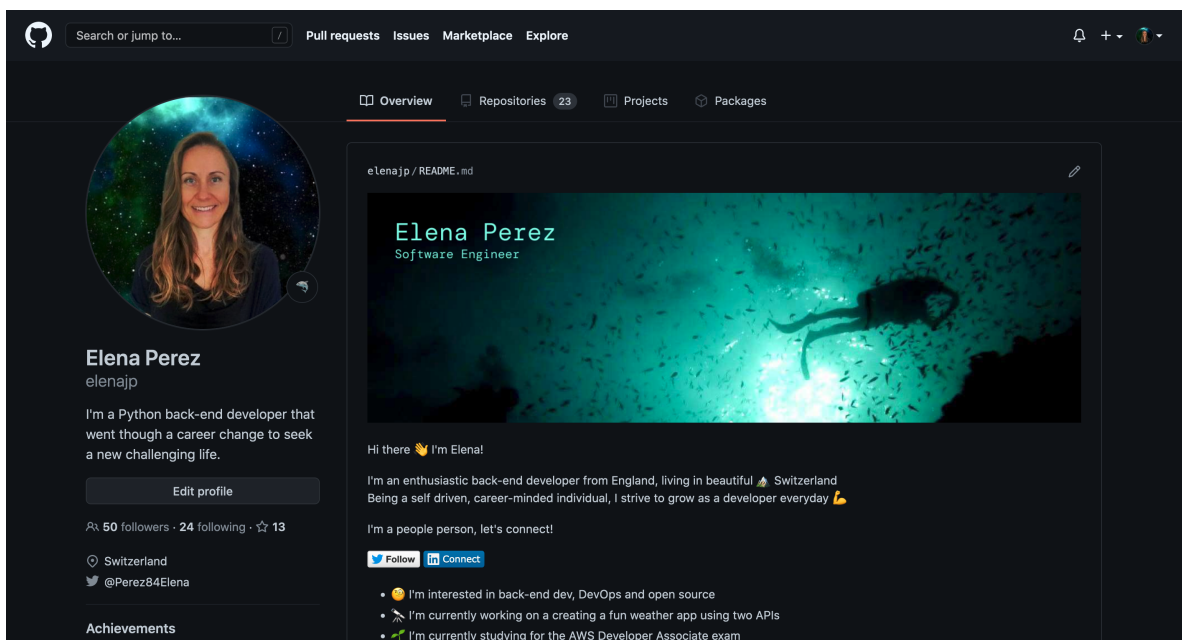 Search or jump to... /
Pull requests Issues Marketplace Explore
Overview Repositories 23 Projects Packages
Elena Perez
elenajp
I'm a Python back-end developer that
went though a career change to seek
a new challenging life.
Edit profile
50 followers · 24 following · 13
Switzerland
@Perez84Elena
Achievements
elenajp/README.md
Elena Perez
Software Engineer
Hi there 👋 I'm Elena!
I'm an enthusiastic back-end developer from England, living in beautiful 🏔 Switzerland
Being a self driven, career-minded individual, I strive to grow as a developer everyday 💪
I'm a people person, let's connect!
Follow in Connect
• 🧐 I'm interested in back-end dev, DevOps and open source
• 🔭 I'm currently working on a creating a fun weather app using two APIs
• 🌱 I'm currently studying for the AWS Developer Associate exam